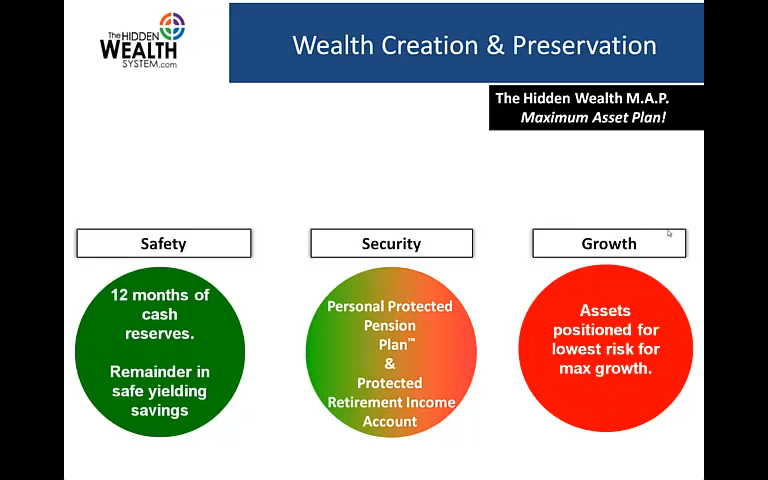 The HIDDEN
WEALTH
SYSTEM.com
Wealth Creation & Preservation
The Hidden Wealth M.A.P.
Maximum Asset Plan!
Safety
Security
Growth
12 months of
cash
reserves.
Remainder in
safe yielding
savings
Personal Protected
Pension
Plan™
&
Protected
Retirement Income
Account
Assets
positioned for
lowest risk for
max growth.